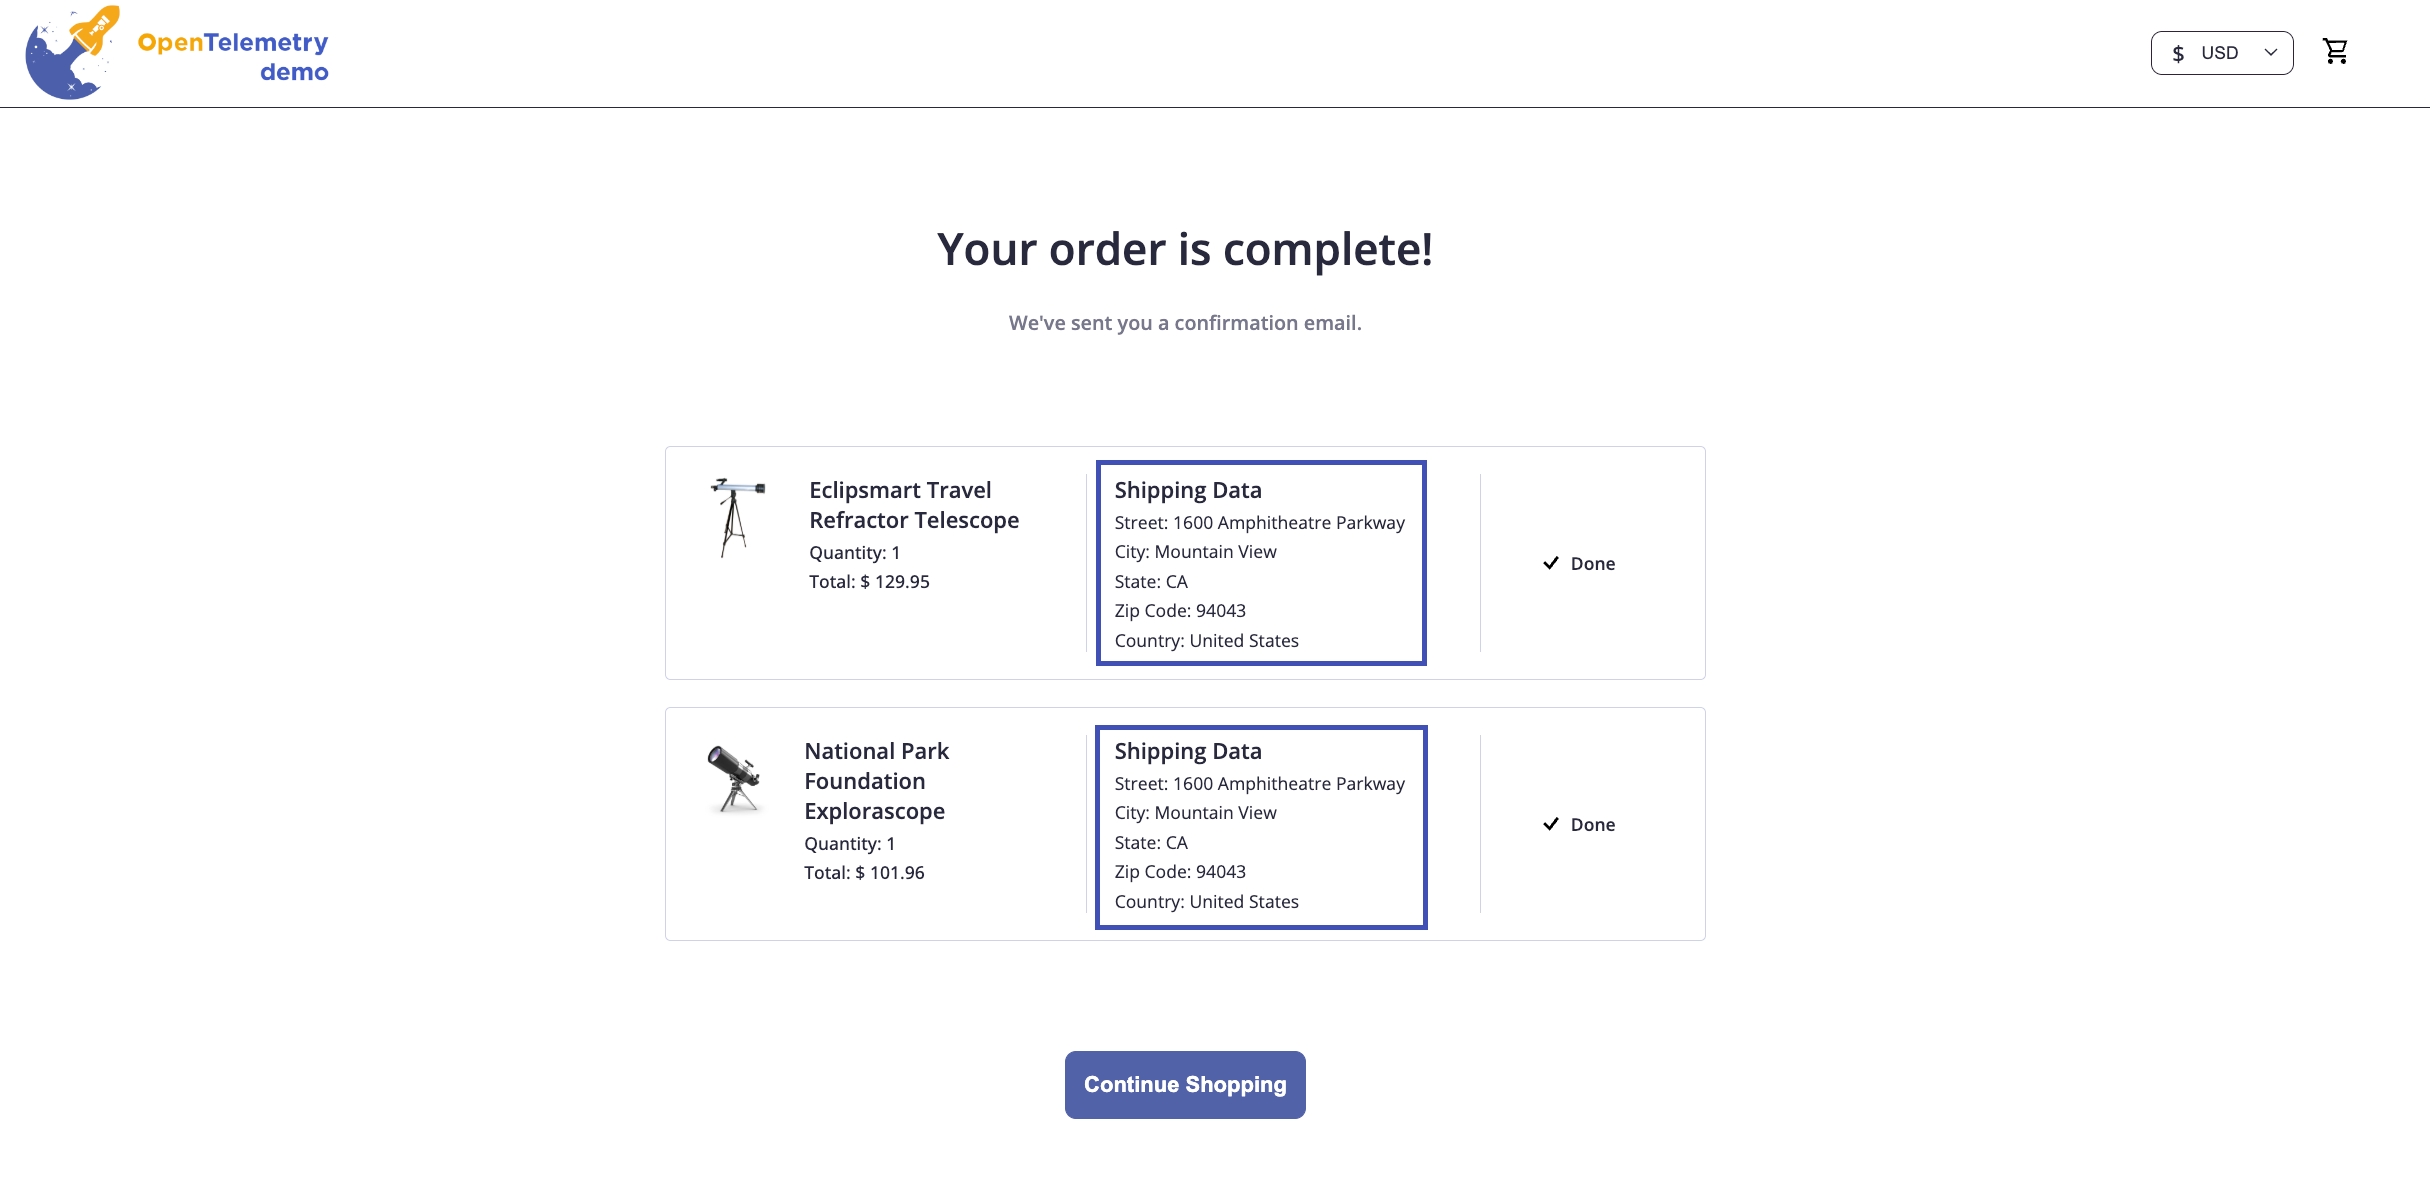 OpenTelemetry
demo
$ USD
Your order is complete!
We've sent you a confirmation email.
Eclipsmart Travel
Refractor Telescope
Quantity: 1
Total: $ 129.95
Shipping Data
Street: 1600 Amphitheatre Parkway
City: Mountain View
State: CA
Zip Code: 94043
Country: United States
Done
National Park
Foundation
Explorascope
Quantity: 1
Total: $ 101.96
Shipping Data
Street: 1600 Amphitheatre Parkway
City: Mountain View
State: CA
Zip Code: 94043
Country: United States
Done
Continue Shopping